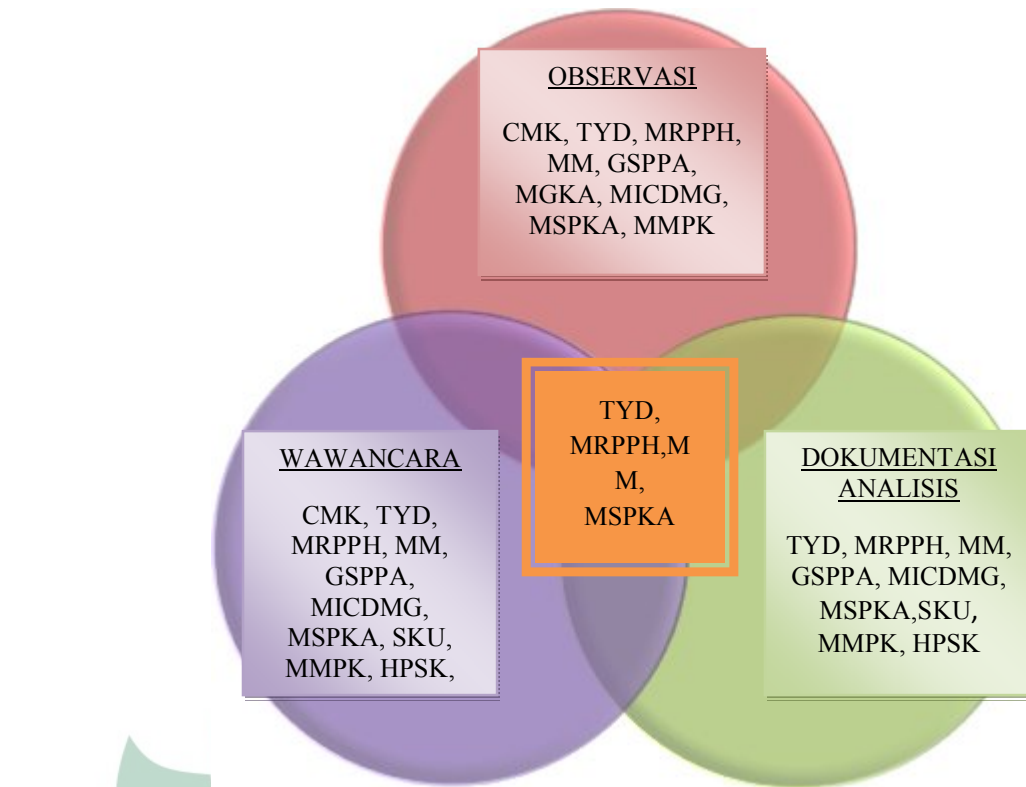 OBSERVASI
CMK, TYD, MRPPH,
MM, GSPPA,
MGKA, MICDMG,
MSPKA, MMPK
TYD,
MRPPH,M
M,
MSPKA
WAWANCARA
CMK, TYD,
MRPPH, MM,
GSPPA,
MICDMG,
MSPKA, SKU,
MMPK, HPSK,
DOKUMENTASI
ANALISIS
TYD, MRPPH, MM,
GSPPA, MICDMG,
MSPKA,SKU,
MMPK, HPSK